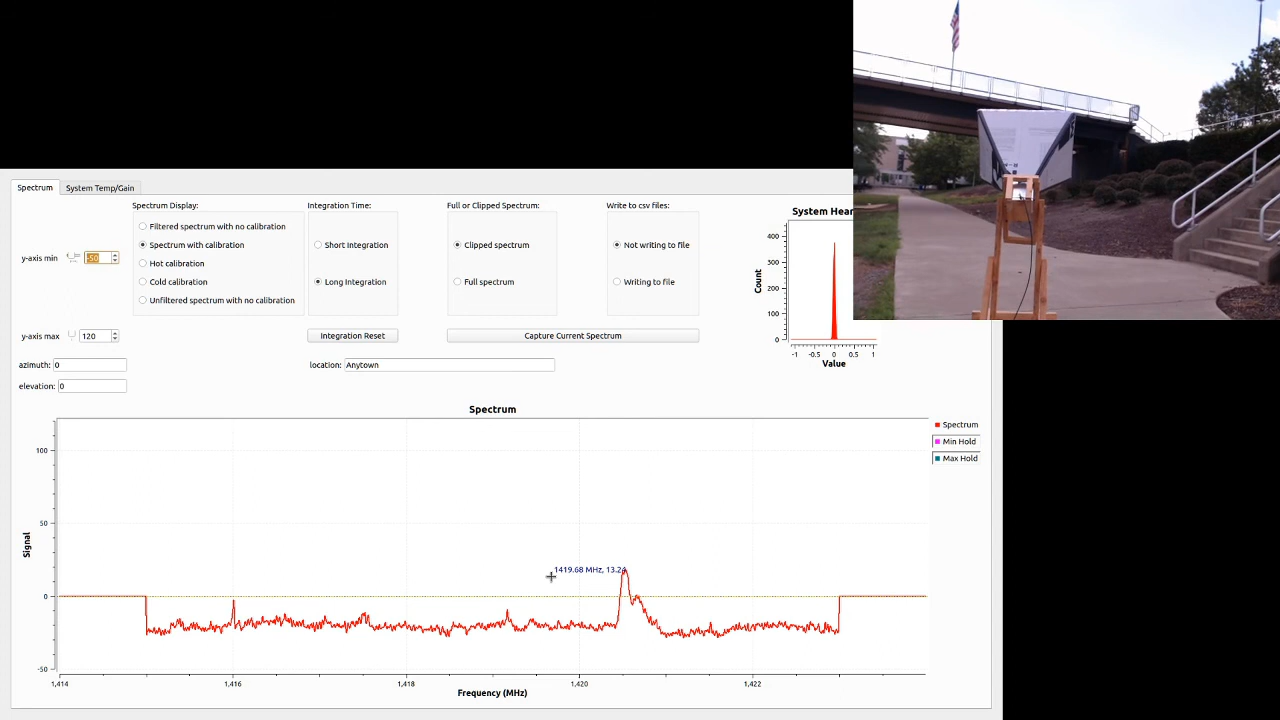 Spectrum
System Temp/Gain
Spectrum Display:
Integration Time:
Full or Clipped Spectrum:
Write to csv files:
Filtered spectrum with no calibration
Spectrum with calibration
Hot calibration
Cold calibration
Unfiltered spectrum with no calibration
Short Integration
Long Integration
Clipped spectrum
Full spectrum
Not writing to file
Writing to file
y-axis min
-50
y-axis max
120
Integration Reset
Capture Current Spectrum
azimuth: 0
location: Anytown
elevation: 0
System Hear
400
300
200
100
0
Count
-1 -0.5 0 0.5 1
Value
Spectrum
100
50
0
-50
Signal
1419.68 MHz, 13.24
1,414 1,416 1,418 1,420 1,422
Frequency (MHz)
Spectrum
Min Hold
Max Hold